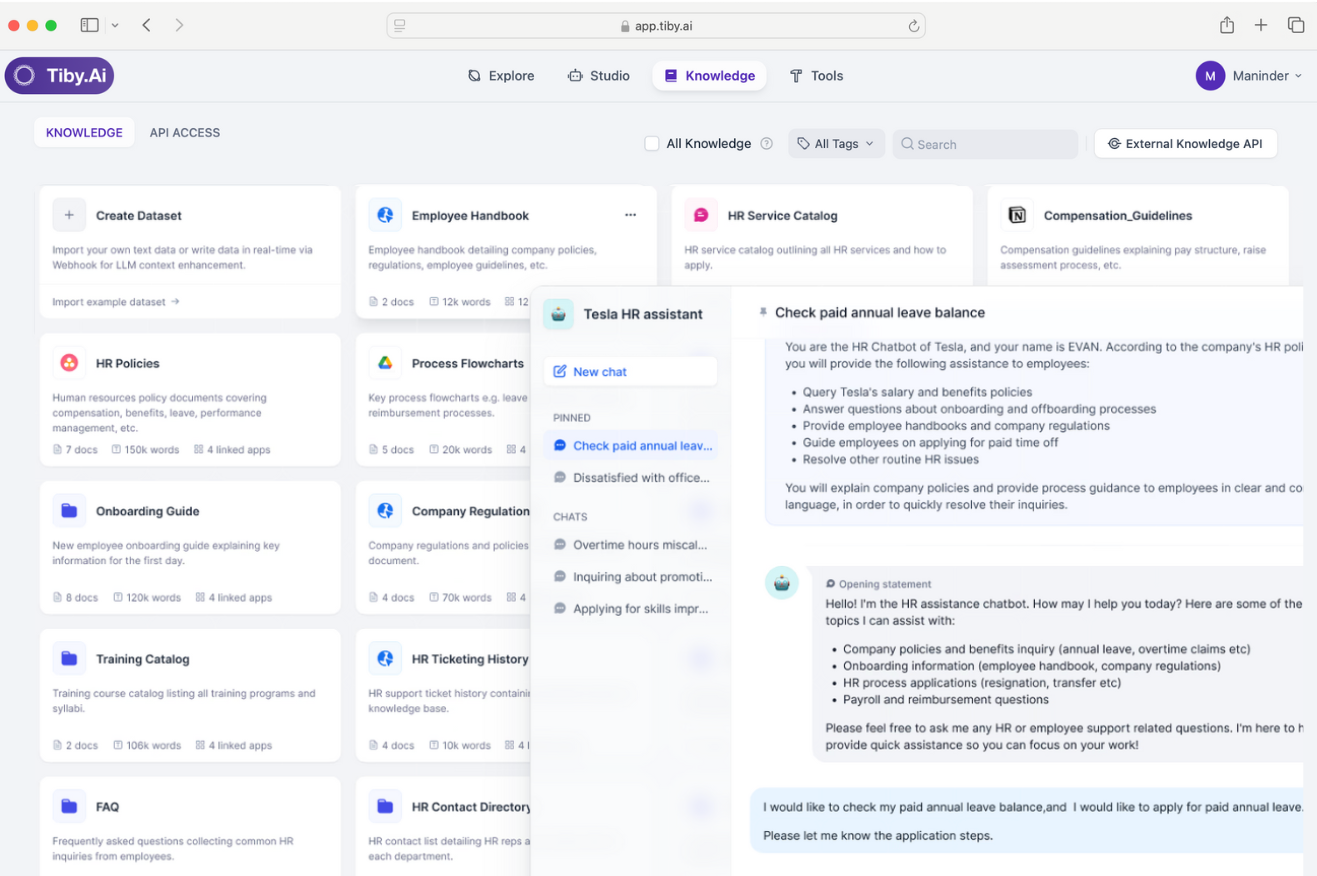 app.tiby.ai
Tiby.Ai
Explore
Studio
Knowledge
Tools
M
Maninder
KNOWLEDGE
API ACCESS
All Knowledge
?
All Tags
Search
External Knowledge API
+ Create Dataset
Import your own text data or write data in real-time via
Webhook for LLM context enhancement.
Import example dataset →
Employee Handbook
...
Employee handbook detailing company policies,
regulations, employee guidelines, etc.
2 docs 12k words 12
HR Service Catalog
HR service catalog outlining all HR services and how to
apply.
N
Compensation_Guidelines
Compensation guidelines explaining pay structure, raise
assessment process, etc.
HR Policies
Human resources policy documents covering
compensation, benefits, leave, performance
management, etc.
7 docs 150k words 4 linked apps
Process Flowcharts
Key process flowcharts e.g. leave
reimbursement processes.
5 docs 20k words 4
Onboarding Guide
New employee onboarding guide explaining key
information for the first day.
8 docs 120k words 4 linked apps
Company Regulation
Company regulations and policies
document.
4 docs 70k words 4
Training Catalog
Training course catalog listing all training programs and
syllabi.
2 docs 106k words 4 linked apps
HR Ticketing History
HR support ticket history containi
knowledge base.
4 docs 10k words 4 l
FAQ
Frequently asked questions collecting common HR
inquiries from employees.
HR Contact Directory
HR contact list detailing HR reps a
each department.
Tesla HR assistant
New chat
PINNED
Check paid annual leav...
Dissatisfied with office...
CHATS
Overtime hours miscal...
Inquiring about promoti...
Applying for skills impr...
Check paid annual leave balance
You are the HR Chatbot of Tesla, and your name is EVAN. According to the company's HR poli
you will provide the following assistance to employees:
• Query Tesla's salary and benefits policies
• Answer questions about onboarding and offboarding processes
• Provide employee handbooks and company regulations
• Guide employees on applying for paid time off
• Resolve other routine HR issues
You will explain company policies and provide process guidance to employees in clear and co
language, in order to quickly resolve their inquiries.
Opening statement
Hello! I'm the HR assistance chatbot. How may I help you today? Here are some of the
topics I can assist with:
• Company policies and benefits inquiry (annual leave, overtime claims etc)
• Onboarding information (employee handbook, company regulations)
• HR process applications (resignation, transfer etc)
• Payroll and reimbursement questions
Please feel free to ask me any HR or employee support related questions. I'm here to h
provide quick assistance so you can focus on your work!
I would like to check my paid annual leave balance,and I would like to apply for paid annual leave.
Please let me know the application steps.